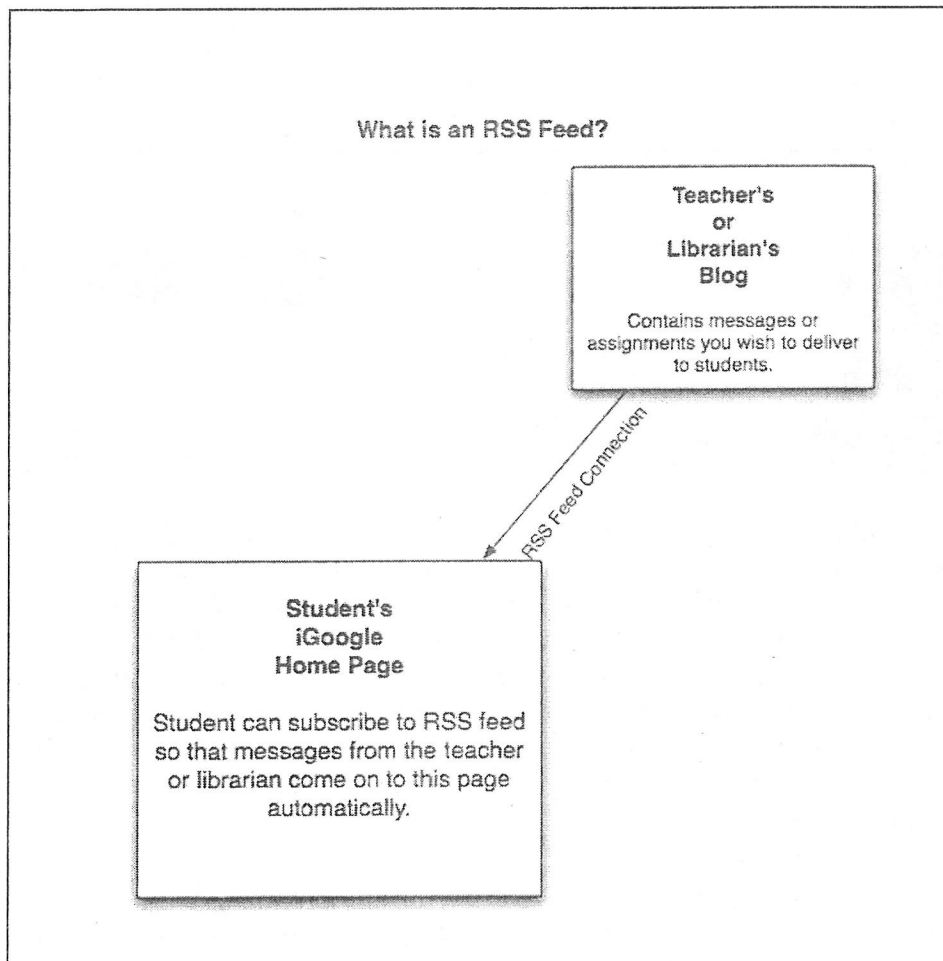 What is an RSS Feed?
Teacher's
or
Librarian's
Blog
Contains messages or
assignments you wish to deliver
to students.
RSS Feed Connection
Student's
iGoogle
Home Page
Student can subscribe to RSS feed
so that messages from the teacher
or librarian come on to this page
automatically.